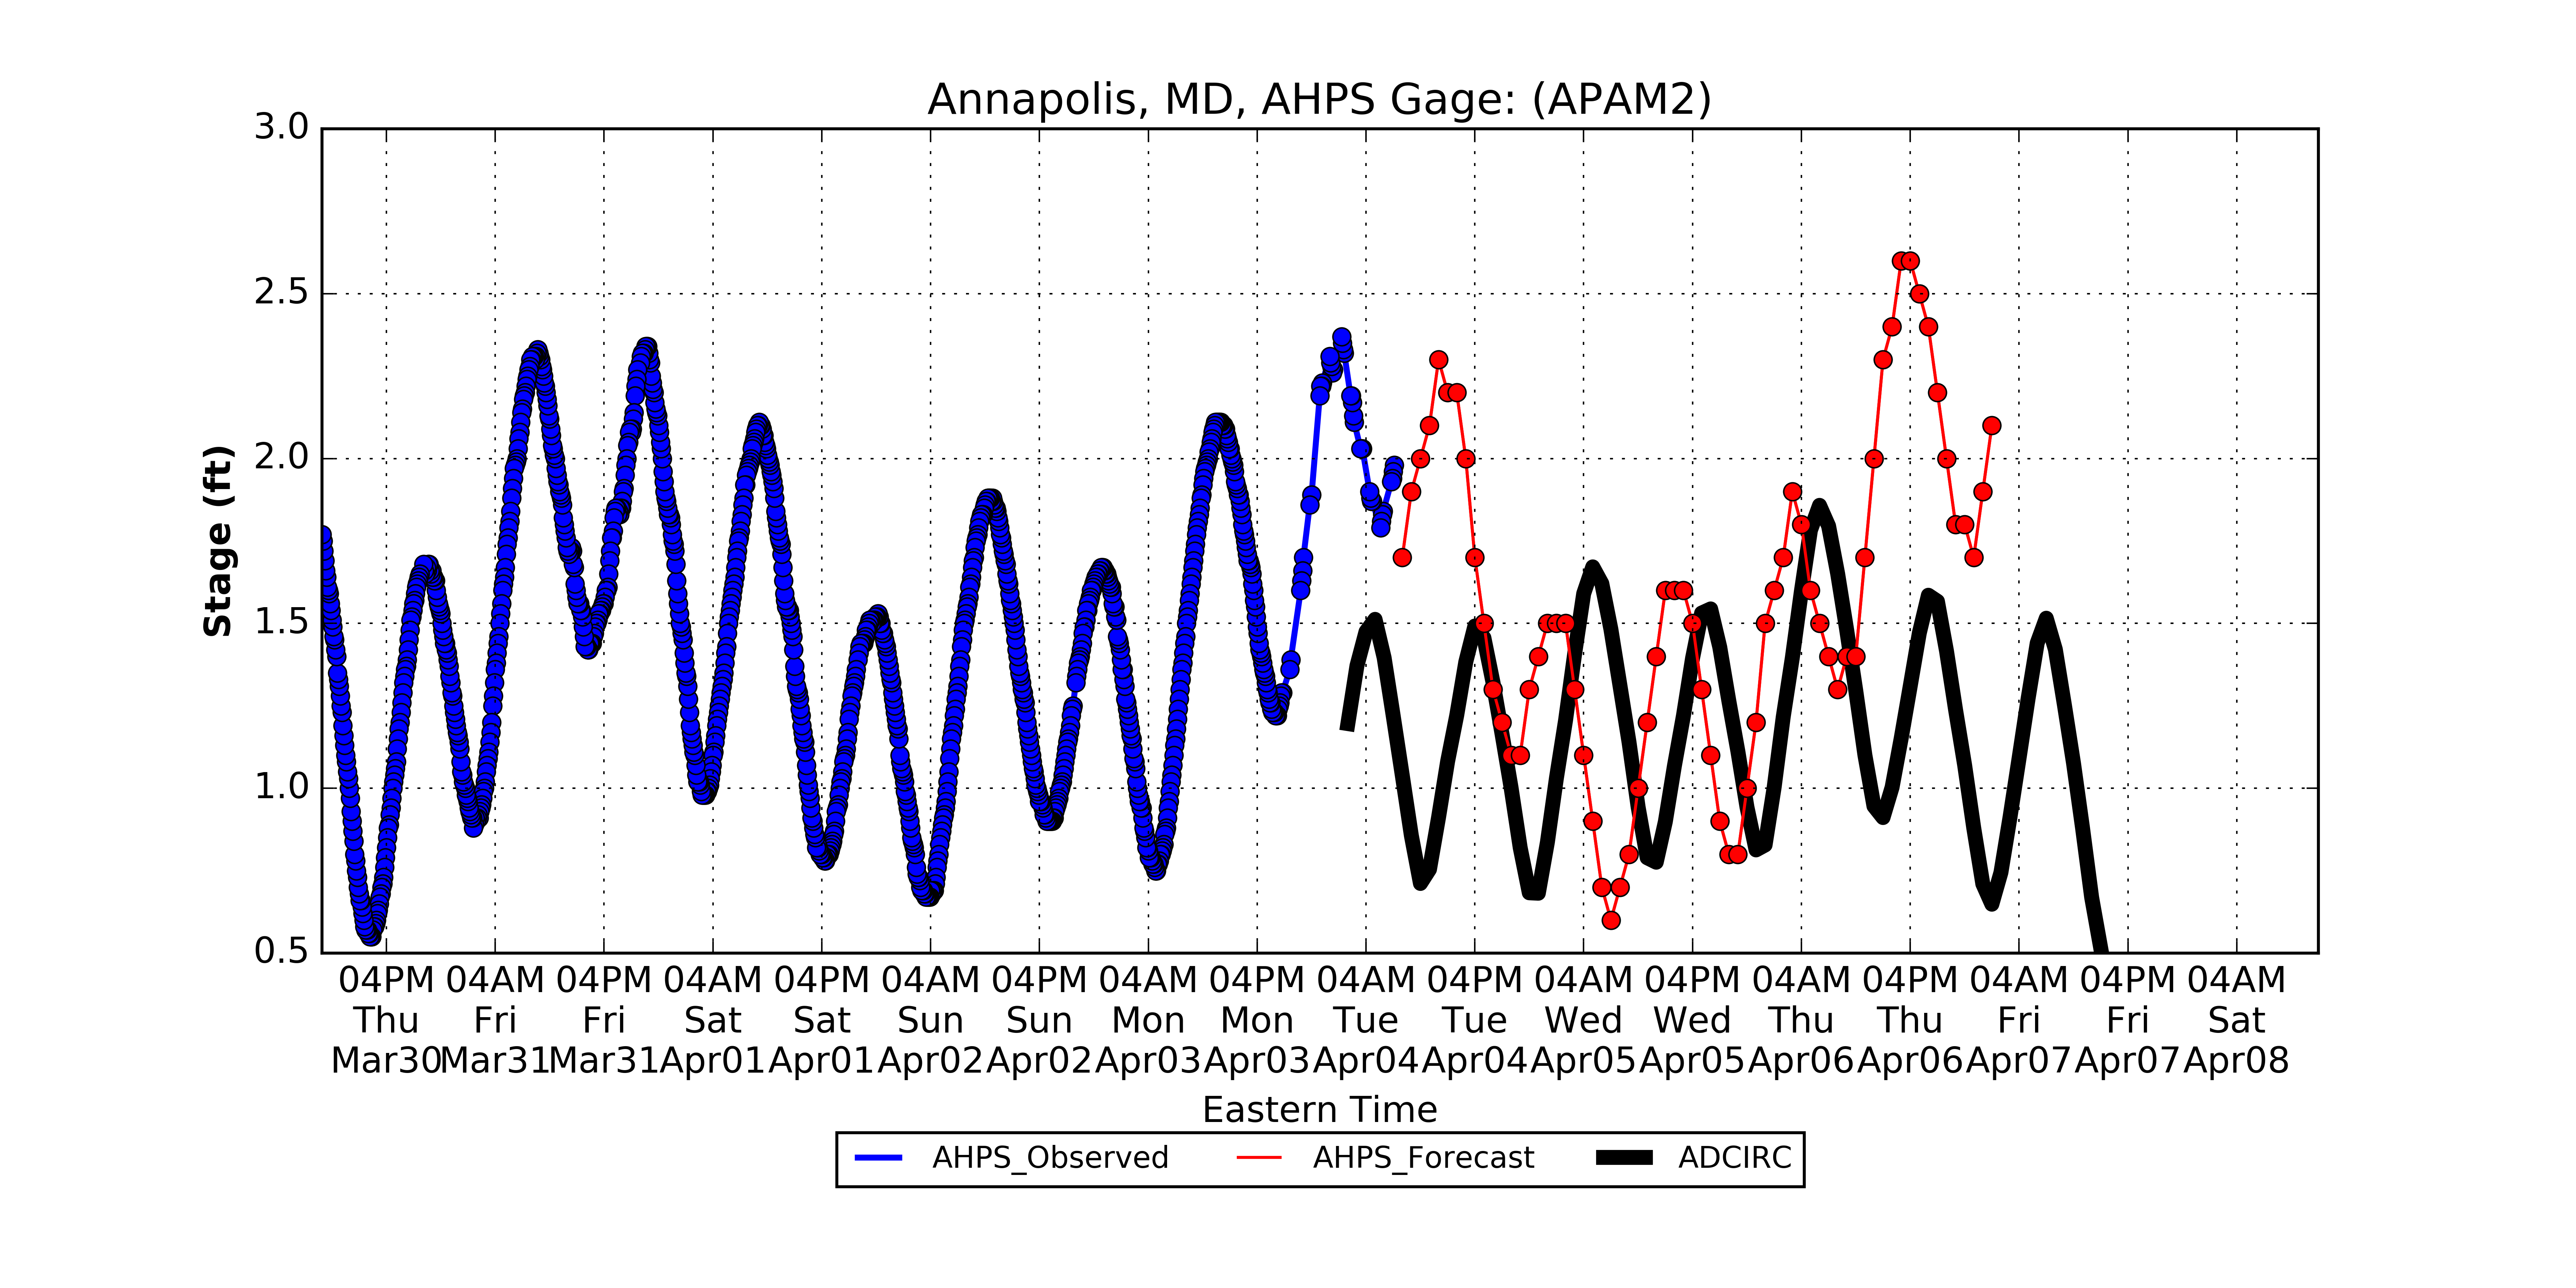 Annapolis, MD, AHPS Gage: (APAM2)
3.0
2.5
2.0
1.5
1.0
0.5
Stage (ft)
04PM 04AM 04PM 04AM 04PM 04AM 04PM 04AM 04PM 04AM 04PM 04AM 04PM 04AM 04PM 04AM 04PM 04AM
Thu Fri Fri Sat Sat Sun Sun Mon Mon Tue Tue Wed Wed Thu Thu Fri Fri Sat
Mar30 Mar31 Mar31 Apr01 Apr01 Apr02 Apr02 Apr03 Apr03 Apr04 Apr04 Apr05 Apr05 Apr06 Apr06 Apr07 Apr07 Apr08
Eastern Time
AHPS_Observed AHPS_Forecast ADCIRC